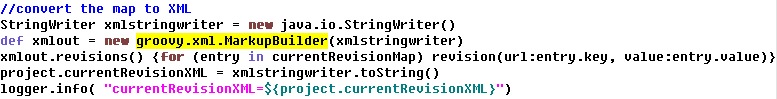 //convert the map to XML
StringWriter xmlstringwriter = new java.io.StringWriter()
def xmlout = new groovy.xml.MarkupBuilder(xmlstringwriter)
xmlout.revisions() {for (entry in currentRevisionMap) revision(url:entry.key, value:entry.value)}
project.currentRevisionXML = xmlstringwriter.toString()
logger.info( "currentRevisionXML=${project.currentRevisionXML}")